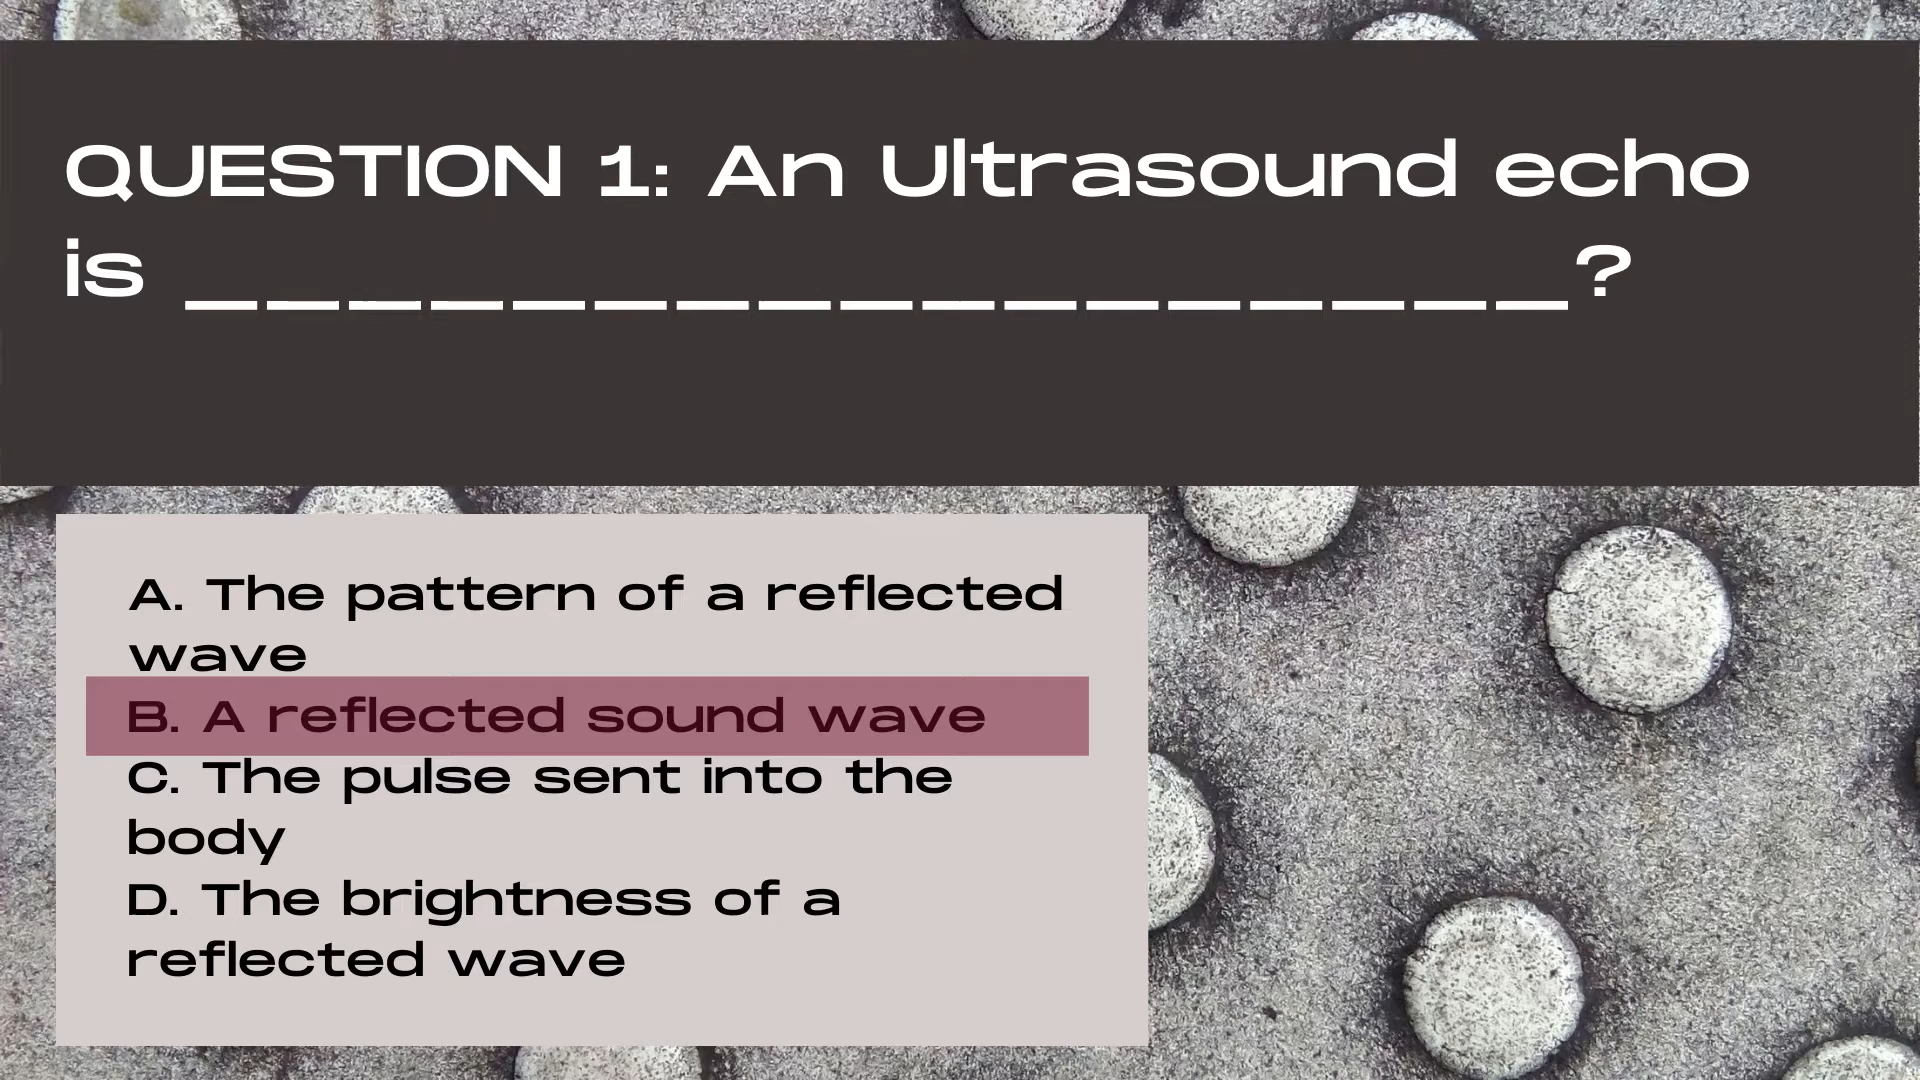 QUESTION 1: An Ultrasound echo
is _________________?
A. The pattern of a reflected
wave
B. A reflected sound wave
C. The pulse sent into the
body
D. The brightness of a
reflected wave